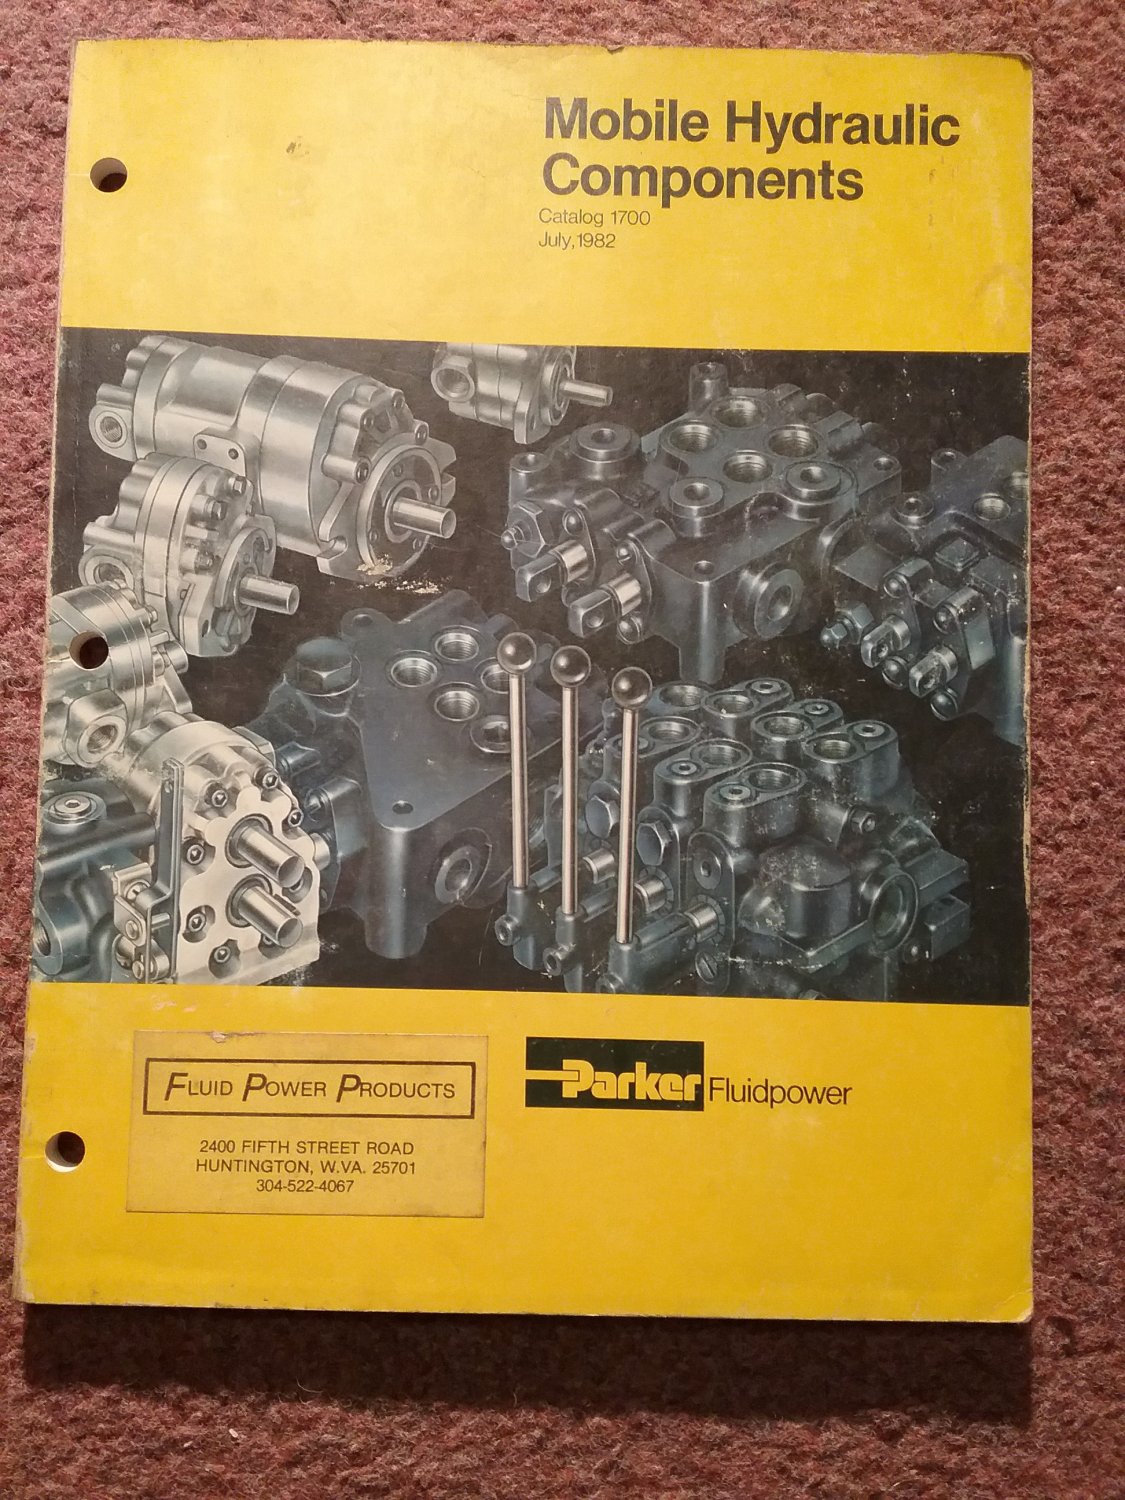 Mobile Hydraulic
Components
Catalog 1700
July, 1982
FLUID POWER PRODUCTS
2400 FIFTH STREET ROAD
HUNTINGTON, W.VA. 25701
304-522-4067
Parker Fluidpower